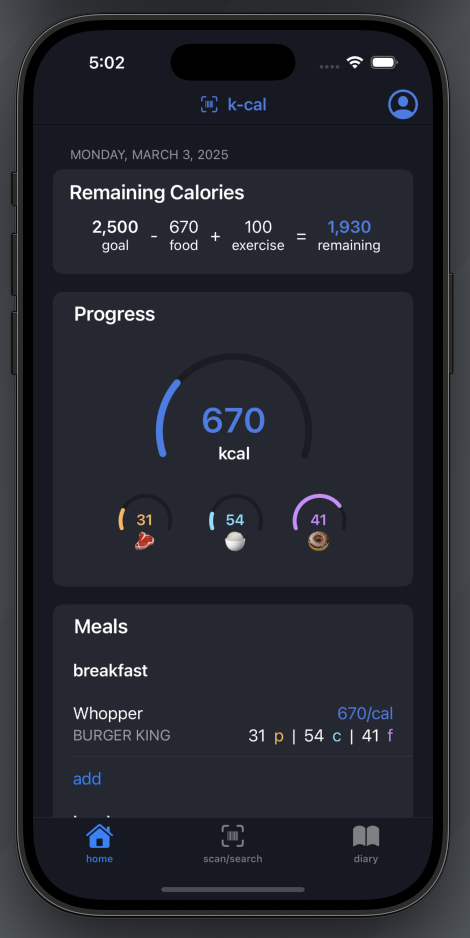 5:02
k-cal
MONDAY, MARCH 3, 2025
Remaining Calories
2,500 - 670 + 100 = 1,930
goal food exercise remaining
Progress
670
kcal
31 54 41
Meals
breakfast
Whopper 670/cal
BURGER KING 31 p | 54 c | 41 f
add
home scan/search diary